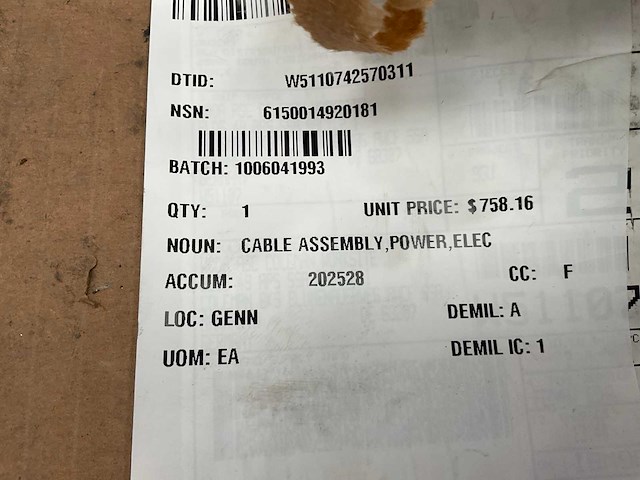 DTID: W5110742570311
NSN: 6150014920181
BATCH: 1006041993
QTY: 1 UNIT PRICE: $758.16
NOUN: CABLE ASSEMBLY,POWER,ELEC
ACCUM: 202528 CC: F
LOC: GENN DEMIL: A
UOM: EA DEMIL IC: 1